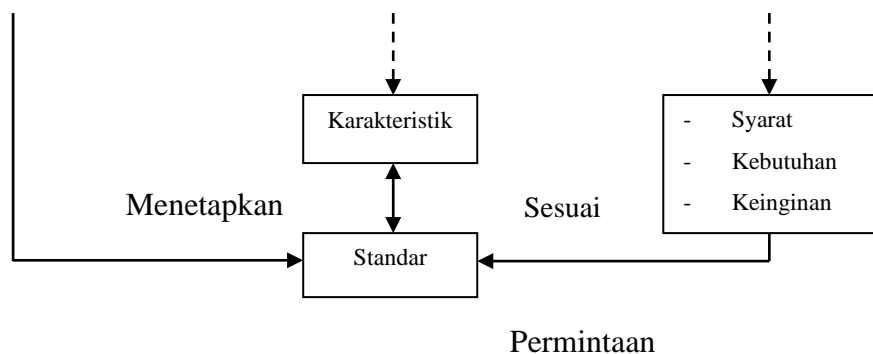 Karakteristik
- Syarat
- Kebutuhan
- Keinginan
Menetapkan
Sesuai
Standar
Permintaan